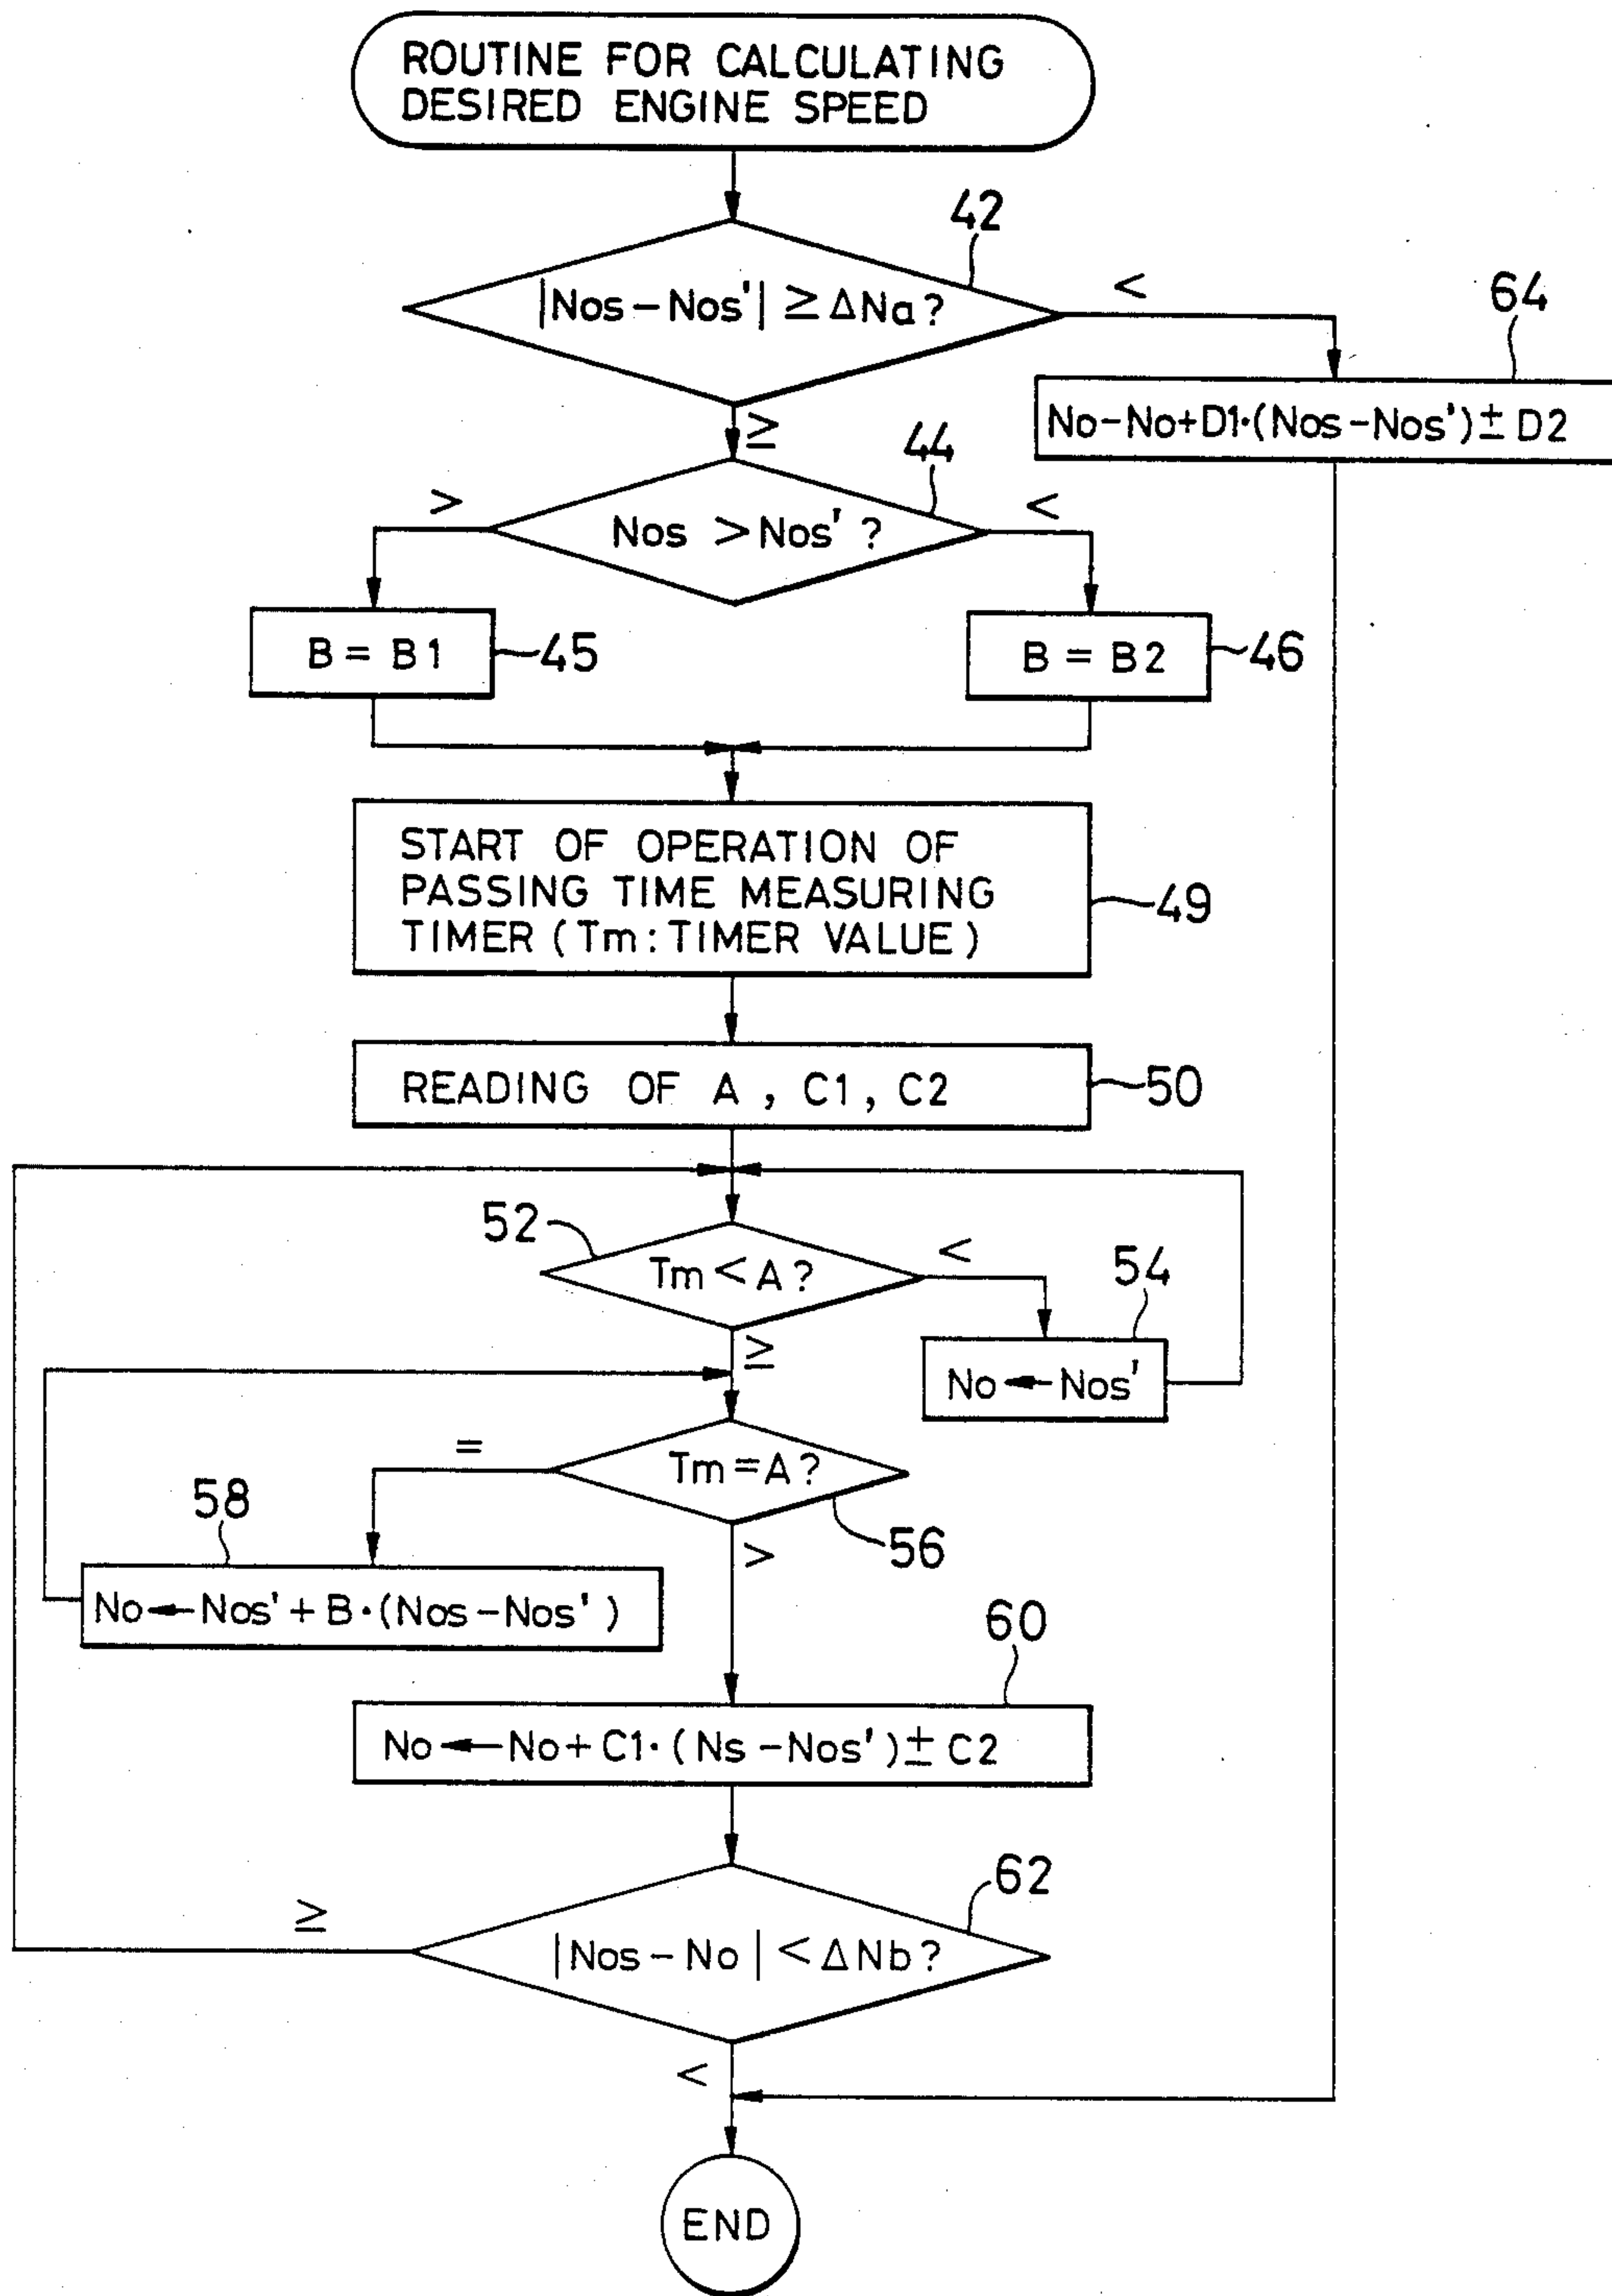 ROUTINE FOR CALCULATING
DESIRED ENGINE SPEED
42
|Nos-Nos'| ≥ ΔNa?
<
64
No-No+D1·(Nos-Nos')±D2
≥
44
>
Nos >Nos'?
<
B = B1
45
B = B2
46
START OF OPERATION OF
PASSING TIME MEASURING
TIMER (Tm:TIMER VALUE)
49
READING OF A, C1, C2
50
52
Tm < A?
<
54
≥
No←Nos'
=
Tm=A?
58
56
>
No←Nos'+B·(Nos-Nos')
60
No←No+C1·(Ns-Nos')±C2
62
≥
|Nos-No|<ΔNb?
<
END